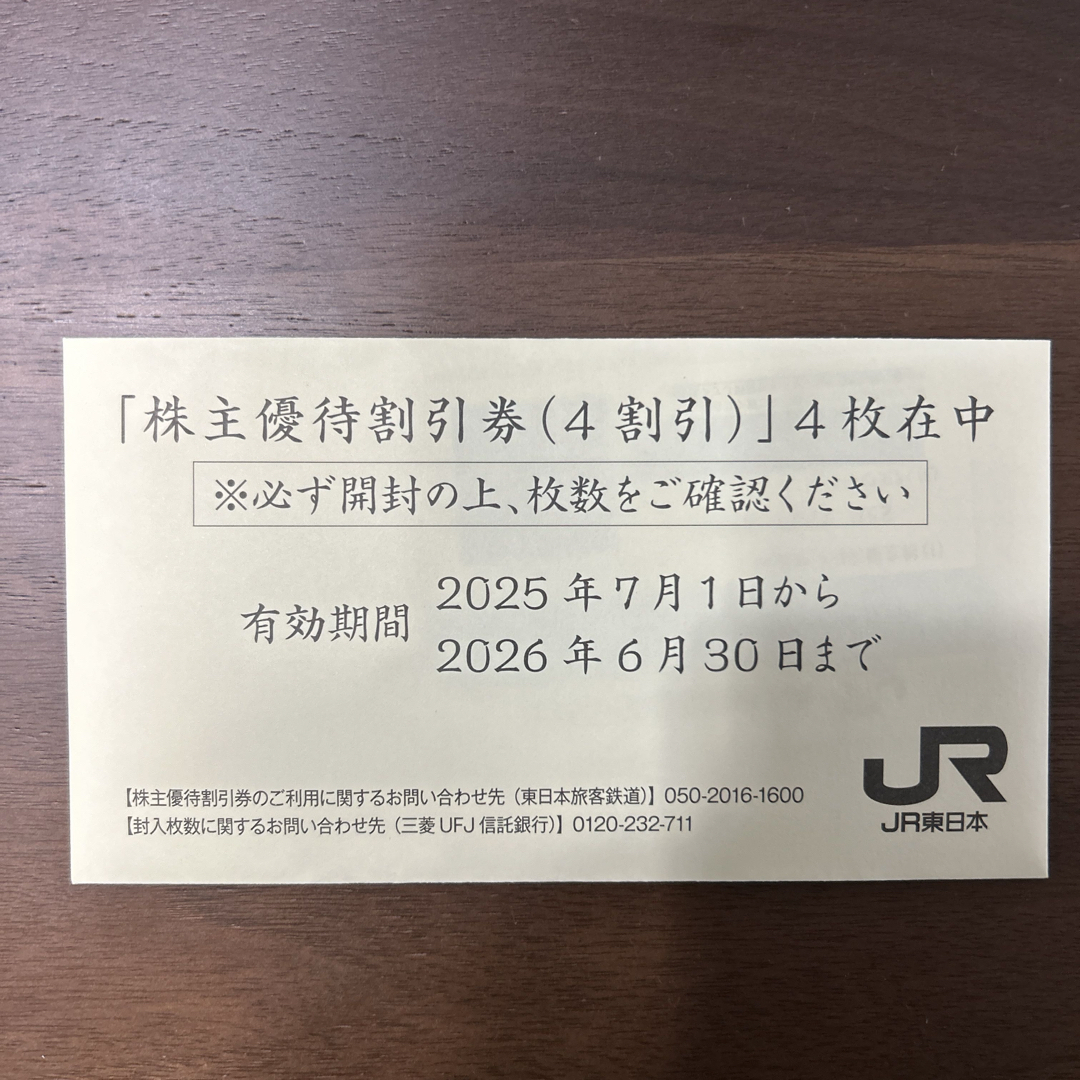 「株主優待割引券(4割引)」4枚在中
※必ず開封の上、枚数をご確認ください
有効期間
2025年7月1日から
2026年6月30日まで
【株主優待割引券のご利用に関するお問い合わせ先(東日本旅客鉄道)】050-2016-1600
【封入枚数に関するお問い合わせ先(三菱UFJ信託銀行)】0120-232-711
JR
JR東日本